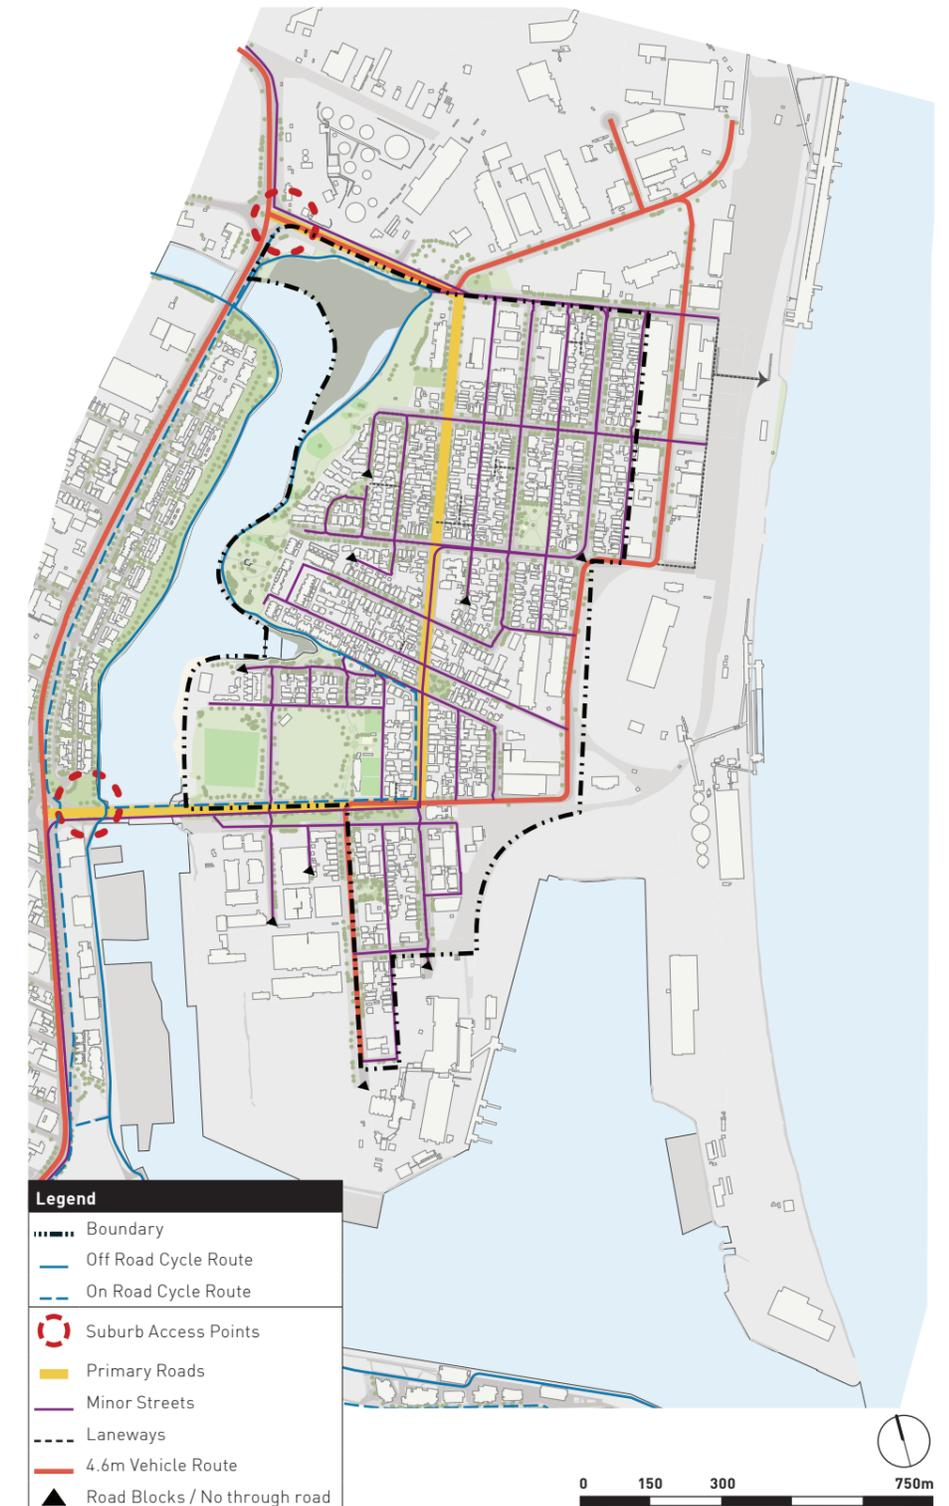 Legend
Boundary
Off Road Cycle Route
On Road Cycle Route
Suburb Access Points
Primary Roads
Minor Streets
Laneways
4.6m Vehicle Route
Road Blocks / No through road
0 150 300 750m